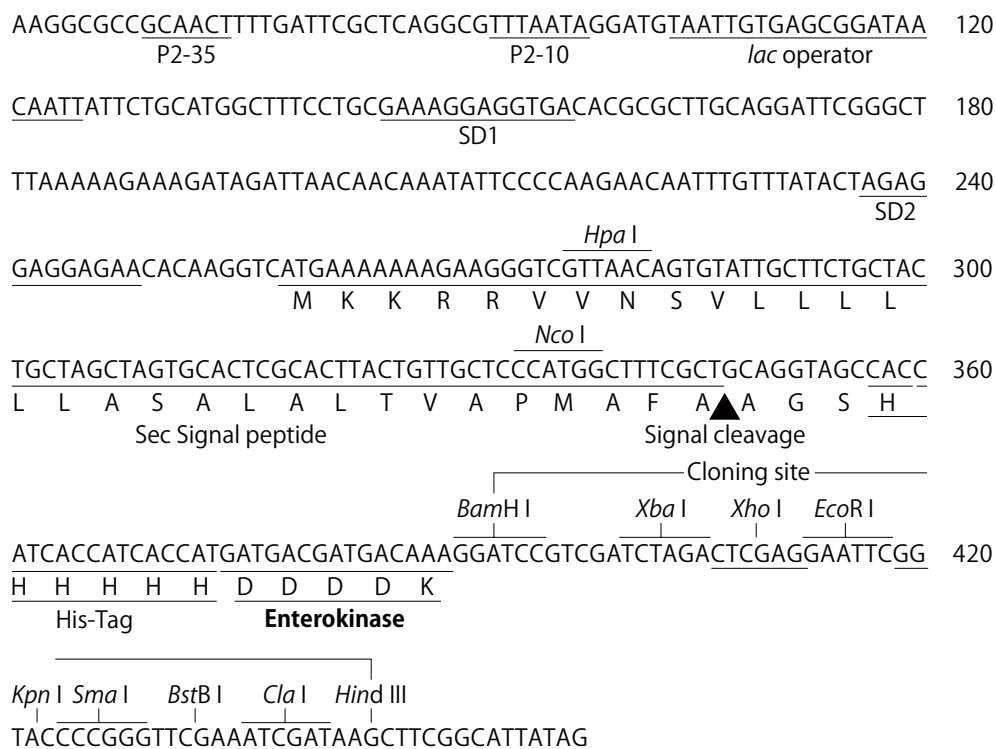 AAGGCGCCGCAACTTTTGATTCGCTCAGGCGTTTAATAGGATGTAATTGTGAGCGGATAA 120
P2-35 P2-10 lac operator
CAATTATTCTGCATGGCTTTCCTGCGAAAGGAGGTGACACGCGCTTGCAGGATTCGGGCT 180
SD1
TTAAAAAGAAAGATAGATTAACAACAAATATTCCCCAAGAACAATTTGTTTATACTAGAG 240
SD2
Hpa I
GAGGAGAACACAAGGTCATGAAAAAAAGAAGGGTCGTTAACAGTGTATTGCTTCTGCTAC 300
M K K R R V V N S V L L L L
Nco I
TGCTAGCTAGTGCACTCGCACTTACTGTTGCTCCCATGGCTTTCGCTGCAGGTAGCCACC 360
L L A S A L A L T V A P M A F A A G S H
Sec Signal peptide Signal cleavage
Cloning site
BamH I Xba I Xho I EcoR I
ATCACCATCACCATGATGACGATGACAAAGGATCCGTCGATCTAGACTCGAGGAATTCGG 420
H H H H H D D D D K
His-Tag Enterokinase
Kpn I Sma I BstB I Cla I Hind III
TACCCCGGGTTCGAAATCGATAAGCTTCGGCATTATAG